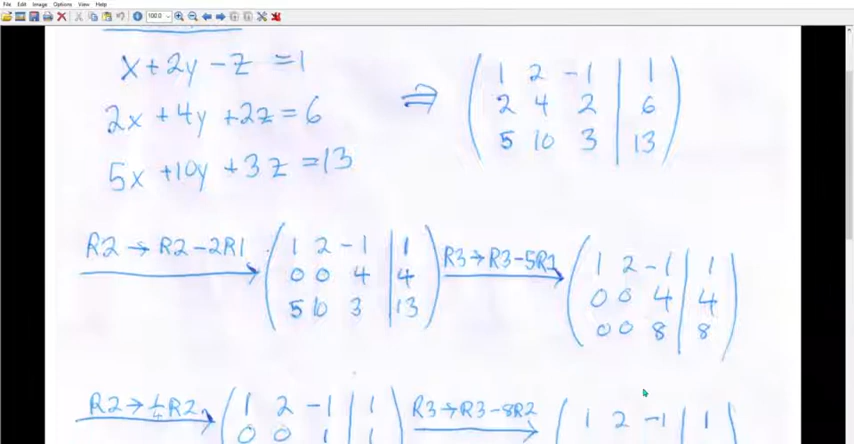 File Edit Image Options View Help
100.0
x+2y-z=1
2x+4y+2z=6
5x+10y+3z=13
⇒ ( 1 2 -1 | 1
2 4 2 | 6
5 10 3 | 13 )
R2→R2-2R1
( 1 2 -1 | 1
0 0 4 | 4
5 10 3 | 13 )
R3→R3-5R1
( 1 2 -1 | 1
0 0 4 | 4
0 0 8 | 8 )
R2→1/4R2
( 1 2 -1 | 1
0 0 1 | 1
R3→R3-8R2
( 1 2 -1 | 1